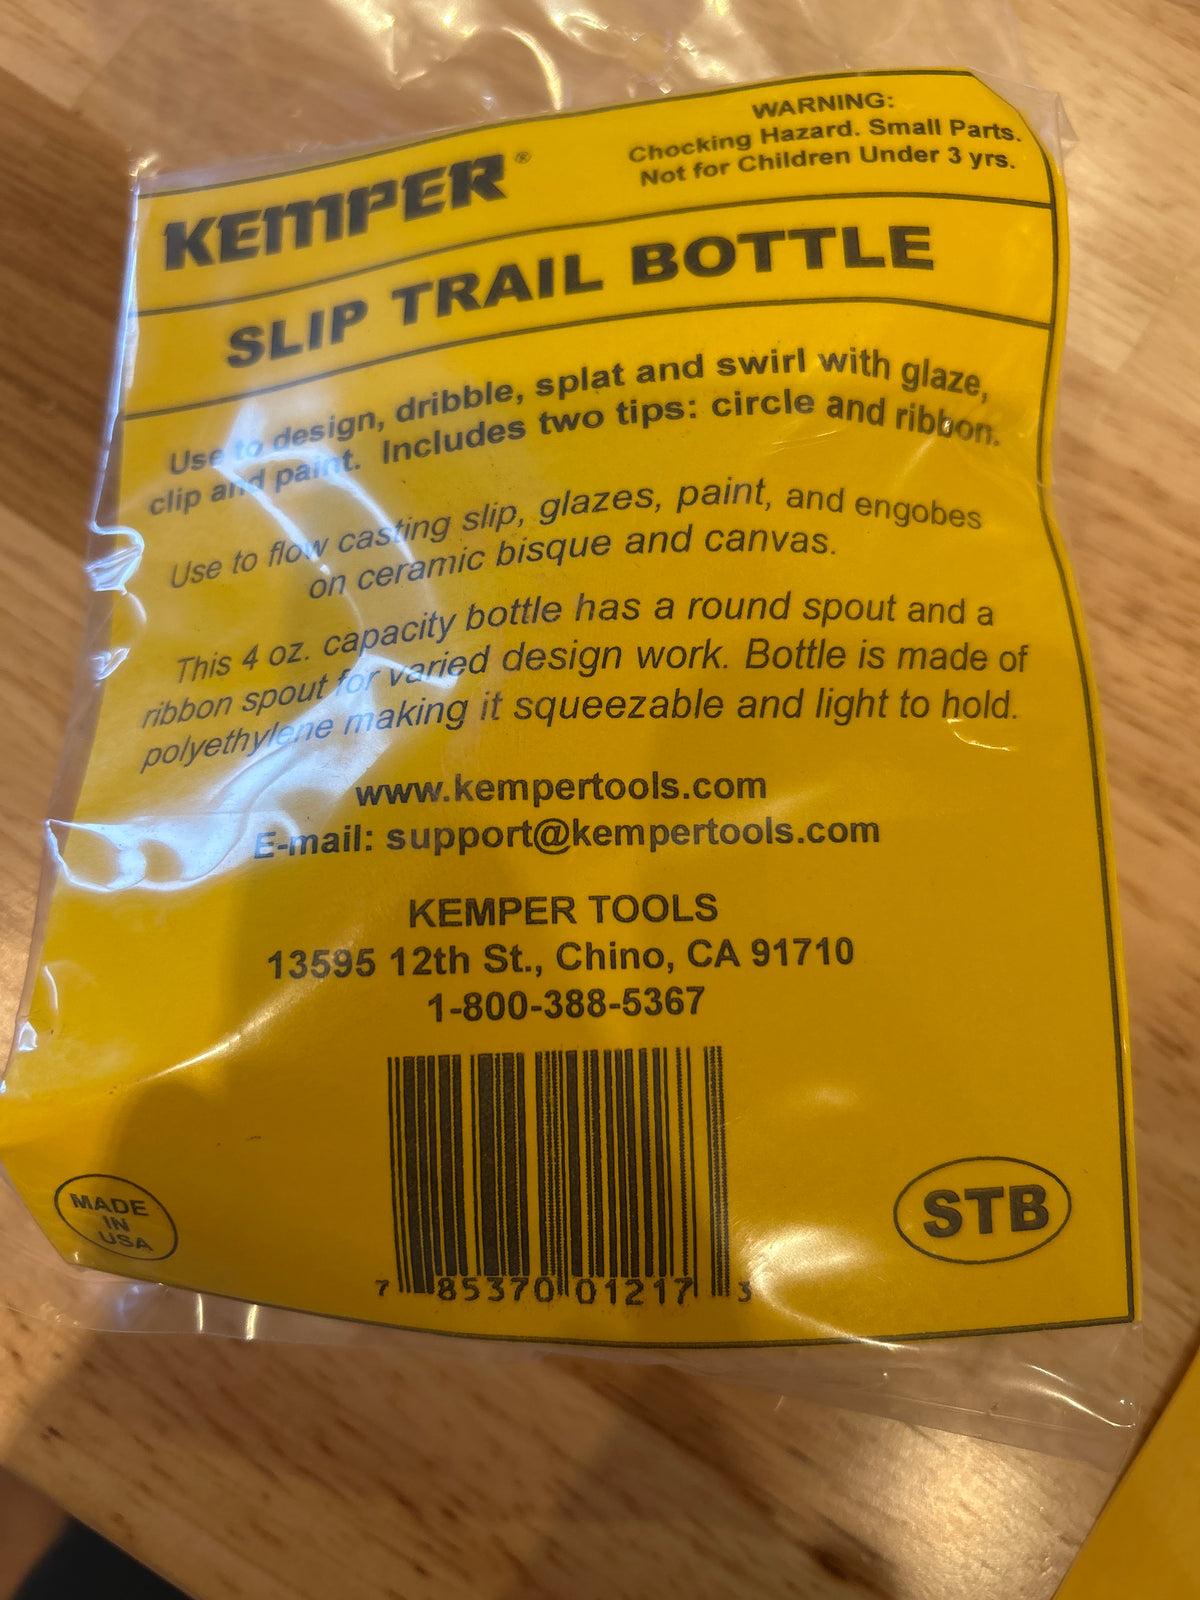 WARNING:
Chocking Hazard. Small Parts.
Not for Children Under 3 yrs.
KEMPER®
SLIP TRAIL BOTTLE
Use to design, dribble, splat and swirl with glaze,
clip and paint. Includes two tips: circle and ribbon.
Use to flow casting slip, glazes, paint, and engobes
on ceramic bisque and canvas.
This 4 oz. capacity bottle has a round spout and a
ribbon spout for varied design work. Bottle is made of
polyethylene making it squeezable and light to hold.
www.kempertools.com
E-mail: support@kempertools.com
KEMPER TOOLS
13595 12th St., Chino, CA 91710
1-800-388-5367
MADE
IN
USA
STB
7 85370 01217 3